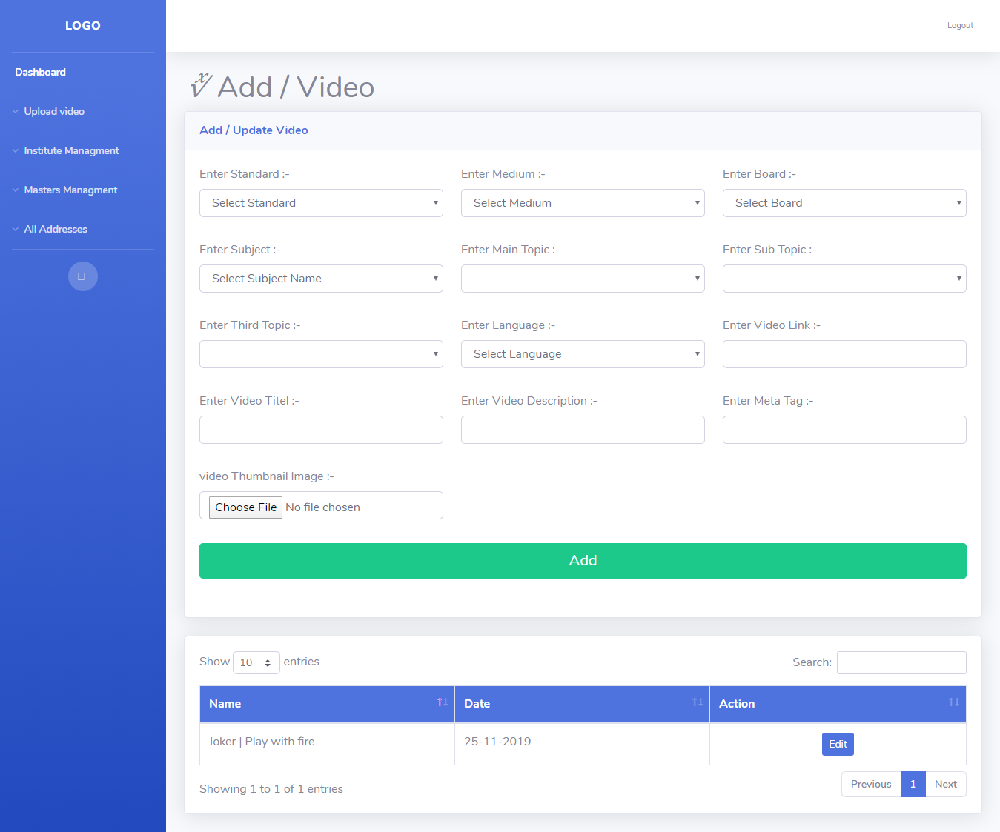 LOGO
Logout
Dashboard
Upload video
Institute Managment
Masters Managment
All Addresses
Add / Video
Add / Update Video
Enter Standard :- Enter Medium :- Enter Board :-
Select Standard Select Medium Select Board
Enter Subject :- Enter Main Topic :- Enter Sub Topic :-
Select Subject Name
Enter Third Topic :- Enter Language :- Enter Video Link :-
Select Language
Enter Video Titel :- Enter Video Description :- Enter Meta Tag :-
video Thumbnail Image :-
Choose File No file chosen
Add
Show 10 entries Search:
Name Date Action
Joker | Play with fire 25-11-2019 Edit
Showing 1 to 1 of 1 entries Previous 1 Next